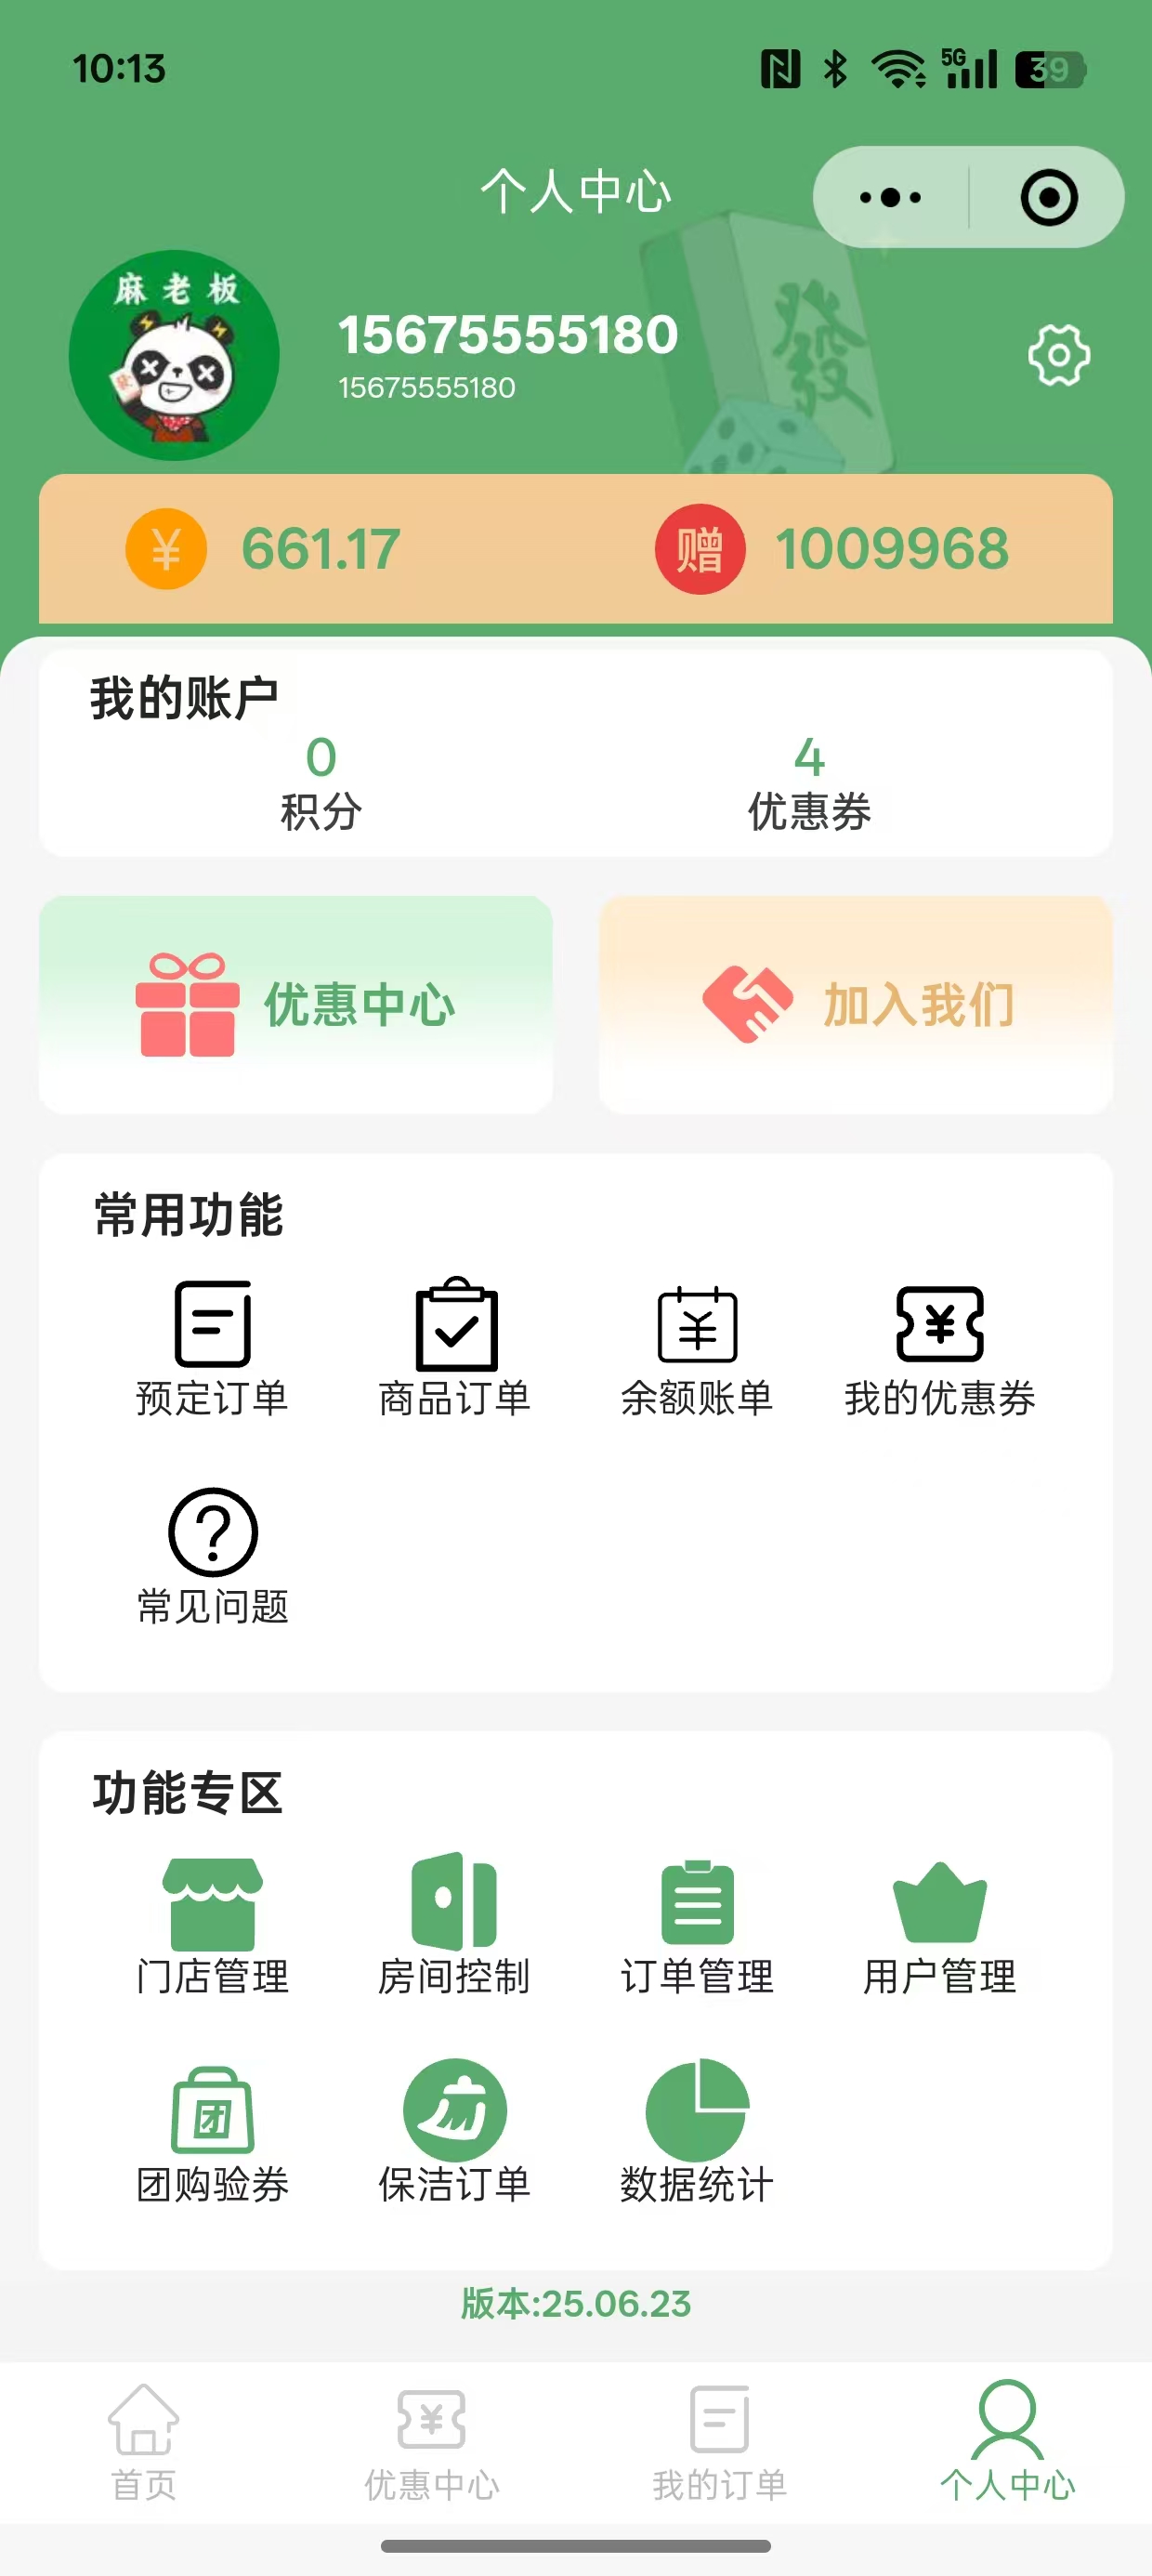 10:13
5G
39
个人中心
麻老板
發
15675555180
15675555180
¥ 661.17
赠 1009968
我的账户
0
4
积分
优惠券
优惠中心
加入我们
常用功能
预定订单
商品订单
余额账单
我的优惠券
常见问题
功能专区
门店管理
房间控制
订单管理
用户管理
团
团购验券
保洁订单
数据统计
版本:25.06.23
首页
优惠中心
我的订单
个人中心